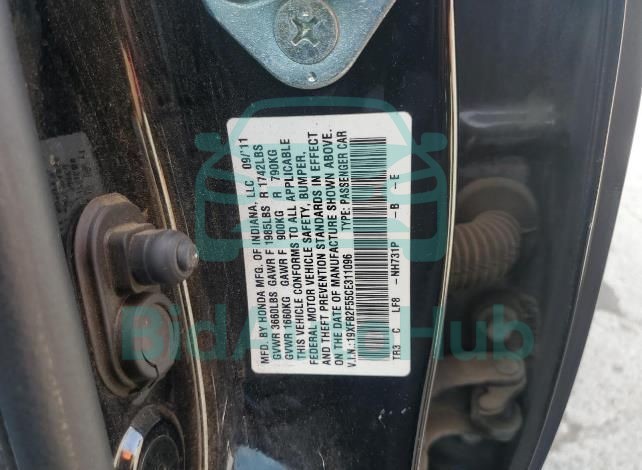 MFD. BY HONDA MFG. OF INDIANA, LLC 09/'11
GVWR 3660LBS GAWR F 1985LBS R 1742LBS
GVWR 1660KG GAWR F 900KG R 790KG
THIS VEHICLE CONFORMS TO ALL APPLICABLE
FEDERAL MOTOR VEHICLE SAFETY, BUMPER,
AND THEFT PREVENTION STANDARDS IN EFFECT
ON THE DATE OF MANUFACTURE SHOWN ABOVE.
V.I.N.: 19XFB2F55CE311096 TYPE: PASSENGER CAR
TR3 C LF8 -NH731P -B --E
BidAutoHub